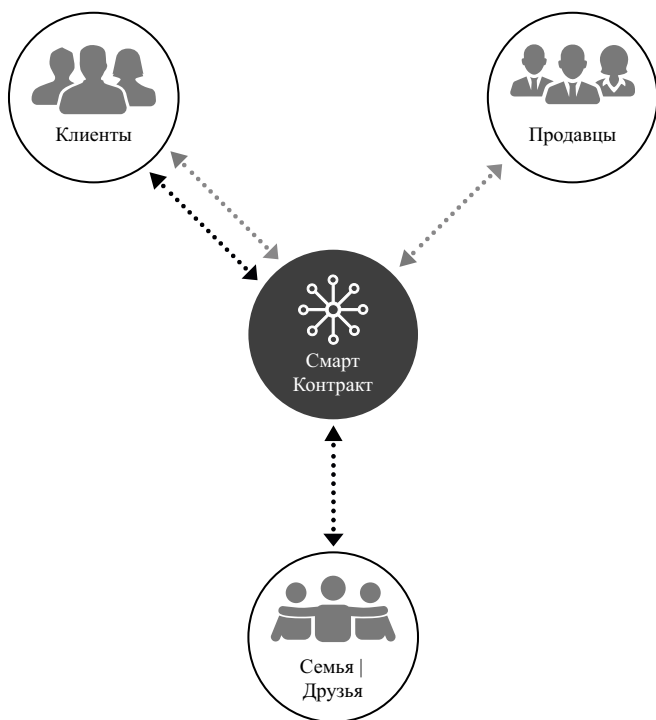 Клиенты
Продавцы
Смарт
Контракт
Семья |
Друзья